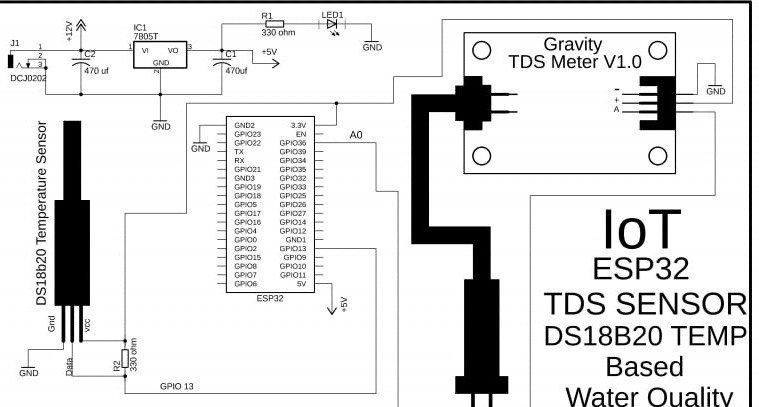 J1
1
2
3
DCJ0202
+12V
C2
470 uf
IC1
7805T
1
VI
VO
3
GND
2
GND
C1
470uf
+5V
R1
330 ohm
LED1
GND
Gravity
TDS Meter V1.0
-
+
A
GND
GND
A0
GND2
GPIO23
GPIO22
TX
RX
GPIO21
GND3
GPIO19
GPIO18
GPIO5
GPIO17
GPIO16
GPIO4
GPIO0
GPIO2
GPIO15
GPIO8
GPIO7
GPIO6
3.3V
EN
GPIO36
GPIO39
GPIO34
GPIO35
GPIO32
GPIO33
GPIO25
GPIO26
GPIO27
GPIO14
GPIO12
GND1
GPIO13
GPIO9
GPIO10
GPIO11
5V
ESP32
+5V
DS18b20 Temperature Sensor
Gnd
Data
vcc
GND
R2
330 ohm
GPIO 13
IoT
ESP32
TDS SENSOR
DS18B20 TEMP
Based
Water Quality